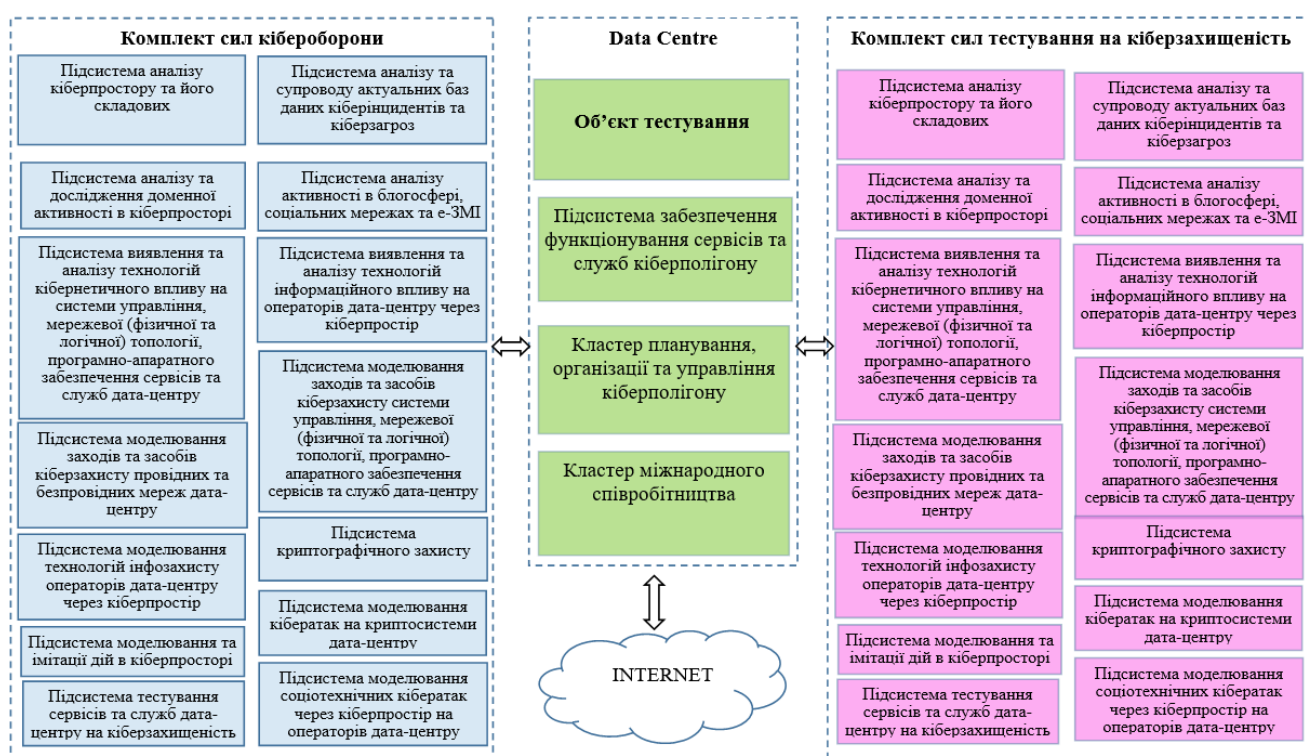 Комплект сил кібероборони
Підсистема аналізу
кіберпростору та його
складових
Підсистема аналізу та
супроводу актуальних баз
даних кіберінцидентів та
кіберзагроз
Підсистема аналізу та
дослідження доменної
активності в кіберпросторі
Підсистема аналізу
активності в блогосфері,
соціальних мережах та е-ЗМІ
Підсистема виявлення та
аналізу технологій
кібернетичного впливу на
системи управління,
мережевої (фізичної та
логічної) топології,
програмно-апаратного
забезпечення сервісів та
служб дата-центру
Підсистема виявлення та
аналізу технологій
інформаційного впливу на
операторів дата-центру через
кіберпростір
Підсистема моделювання
заходів та засобів
кіберзахисту системи
управління, мережевої
(фізичної та логічної)
топології, програмно-
апаратного забезпечення
сервісів та служб дата-центру
Підсистема моделювання
заходів та засобів
кіберзахисту провідних та
безпровідних мереж дата-
центру
Підсистема
криптографічного захисту
Підсистема моделювання
технологій інфозахисту
операторів дата-центру
через кіберпростір
Підсистема моделювання
кібератак на криптосистеми
дата-центру
Підсистема моделювання та
імітації дій в кіберпросторі
Підсистема моделювання
соціотехнічних кібератак
через кіберпростір на
операторів дата-центру
Підсистема тестування
сервісів та служб дата-
центру на кіберзахищеність
Data Centre
Об’єкт тестування
Підсистема забезпечення
функціонування сервісів та
служб кіберполігону
Кластер планування,
організації та управління
кіберполігону
Кластер міжнародного
співробітництва
INTERNET
Комплект сил тестування на кіберзахищеність
Підсистема аналізу
кіберпростору та його
складових
Підсистема аналізу та
супроводу актуальних баз
даних кіберінцидентів та
кіберзагроз
Підсистема аналізу та
дослідження доменної
активності в кіберпросторі
Підсистема аналізу
активності в блогосфері,
соціальних мережах та е-ЗМІ
Підсистема виявлення та
аналізу технологій
кібернетичного впливу на
системи управління,
мережевої (фізичної та
логічної) топології,
програмно-апаратного
забезпечення сервісів та
служб дата-центру
Підсистема виявлення та
аналізу технологій
інформаційного впливу на
операторів дата-центру через
кіберпростір
Підсистема моделювання
заходів та засобів
кіберзахисту системи
управління, мережевої
(фізичної та логічної)
топології, програмно-
апаратного забезпечення
сервісів та служб дата-центру
Підсистема моделювання
заходів та засобів
кіберзахисту провідних та
безпровідних мереж дата-
центру
Підсистема
криптографічного захисту
Підсистема моделювання
технологій інфозахисту
операторів дата-центру
через кіберпростір
Підсистема моделювання
кібератак на криптосистеми
дата-центру
Підсистема моделювання та
імітації дій в кіберпросторі
Підсистема моделювання
соціотехнічних кібератак
через кіберпростір на
операторів дата-центру
Підсистема тестування
сервісів та служб дата-
центру на кіберзахищеність